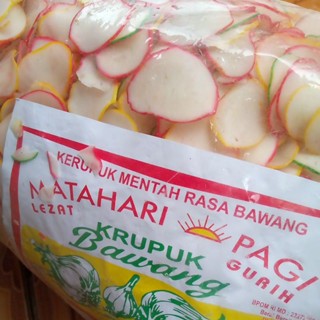 KERUPUK MENTAH RASA BAWANG
MATAHARI PAGI
LEZAT GURIH
KRUPUK
Bawang